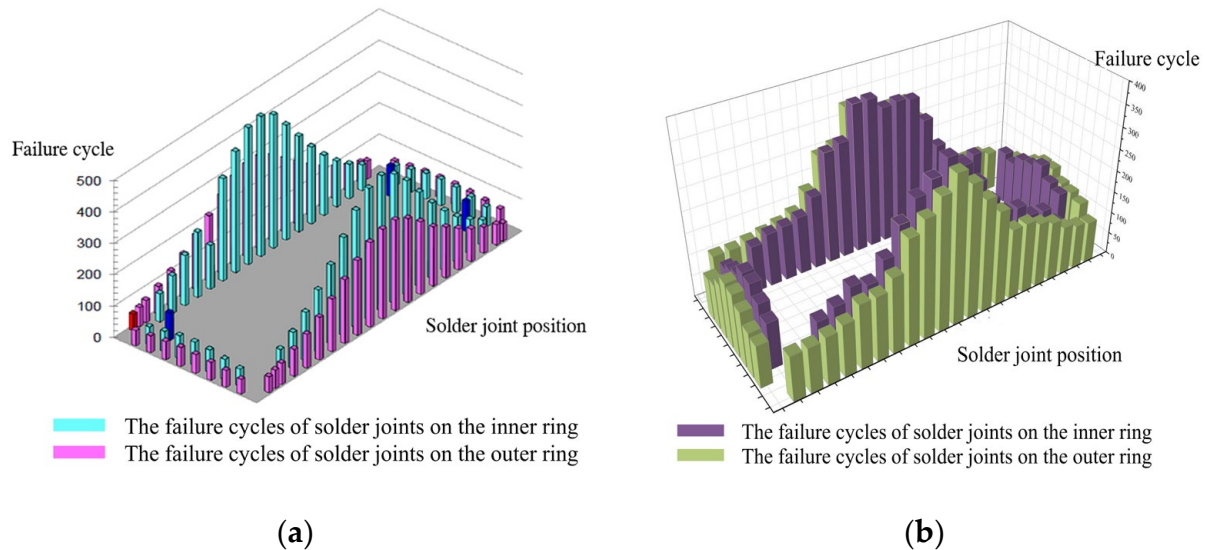 Failure cycle
500
400
300
200
100
0
Solder joint position
The failure cycles of solder joints on the inner ring
The failure cycles of solder joints on the outer ring
(a)
Failure cycle
400
350
300
250
200
150
100
50
0
Solder joint position
The failure cycles of solder joints on the inner ring
The failure cycles of solder joints on the outer ring
(b)